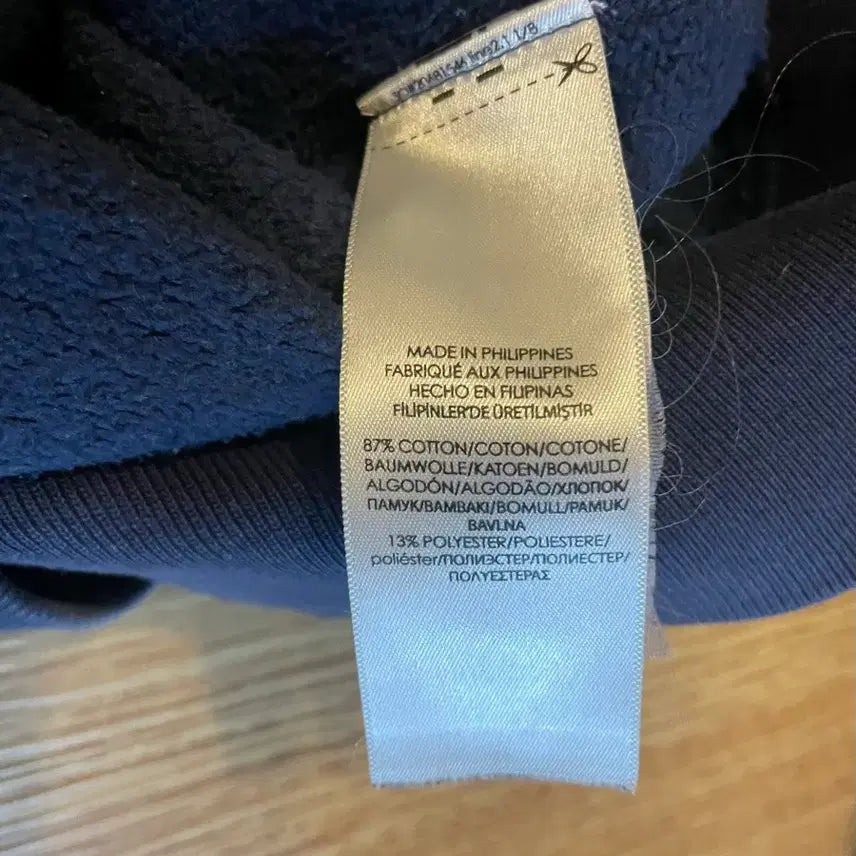 MADE IN PHILIPPINES
FABRIQUÉ AUX PHILIPPINES
HECHO EN FILIPINAS
FİLİPİNLER'DE ÜRETİLMİŞTİR
87% COTTON/COTON/COTONE/
BAUMWOLLE/KATOEN/BOMULD/
ALGODÓN/ALGODÃO/ХЛОПОК/
ПАМУК/ΒΑΜΒΑΚΙ/BOMULL/PAMUK/
BAVLNA
13% POLYESTER/POLIESTERE/
poliéster/ПОЛИЭСТЕР/ПОЛИЕСТЕР/
ΠΟΛΥΕΣΤΕΡΑΣ